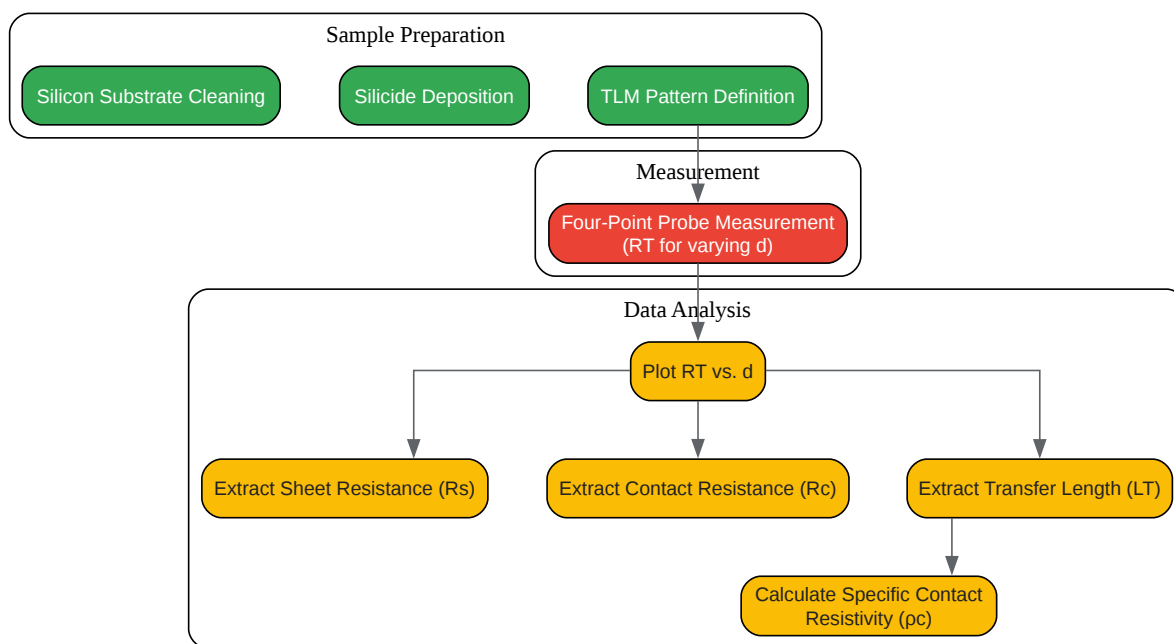 Sample Preparation
Silicon Substrate Cleaning
Silicide Deposition
TLM Pattern Definition
Measurement
Four-Point Probe Measurement
(RT for varying d)
Data Analysis
Plot RT vs. d
Extract Sheet Resistance (Rs)
Extract Contact Resistance (Rc)
Extract Transfer Length (LT)
Calculate Specific Contact
Resistivity (ρc)